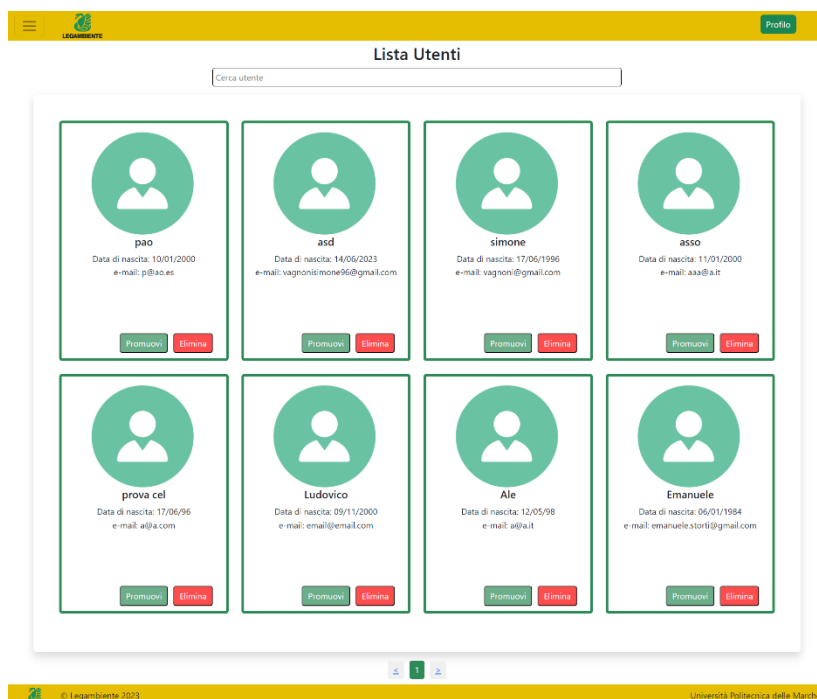 LEGAMBIENTE
Profilo
Lista Utenti
Cerca utente
pao
Data di nascita: 10/01/2000
e-mail: p@ao.es
Promuovi Elimina
asd
Data di nascita: 14/06/2023
e-mail: vagnonisimone96@gmail.com
Promuovi Elimina
simone
Data di nascita: 17/06/1996
e-mail: vagnoni@gmail.com
Promuovi Elimina
asso
Data di nascita: 11/01/2000
e-mail: aaa@a.it
Promuovi Elimina
prova cel
Data di nascita: 17/06/96
e-mail: a@a.com
Promuovi Elimina
Ludovico
Data di nascita: 09/11/2000
e-mail: email@email.com
Promuovi Elimina
Ale
Data di nascita: 12/05/98
e-mail: a@a.it
Promuovi Elimina
Emanuele
Data di nascita: 06/01/1984
e-mail: emanuele.storti@gmail.com
Promuovi Elimina
< 1 >
© Legambiente 2023
Università Politecnica delle March